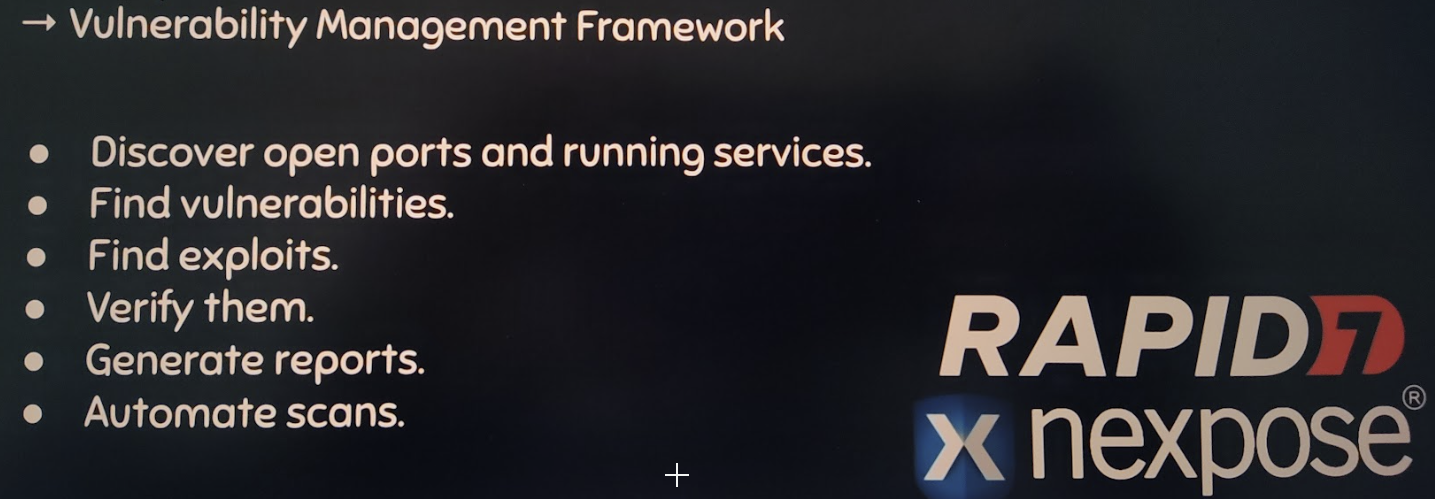 → Vulnerability Management Framework
● Discover open ports and running services.
● Find vulnerabilities.
● Find exploits.
● Verify them.
● Generate reports.
● Automate scans.
RAPID7
x nexpose®